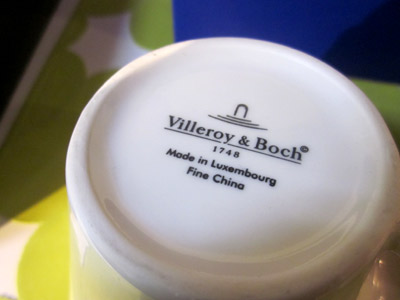 Villeroy & Boch©
1748
Made in Luxembourg
Fine China